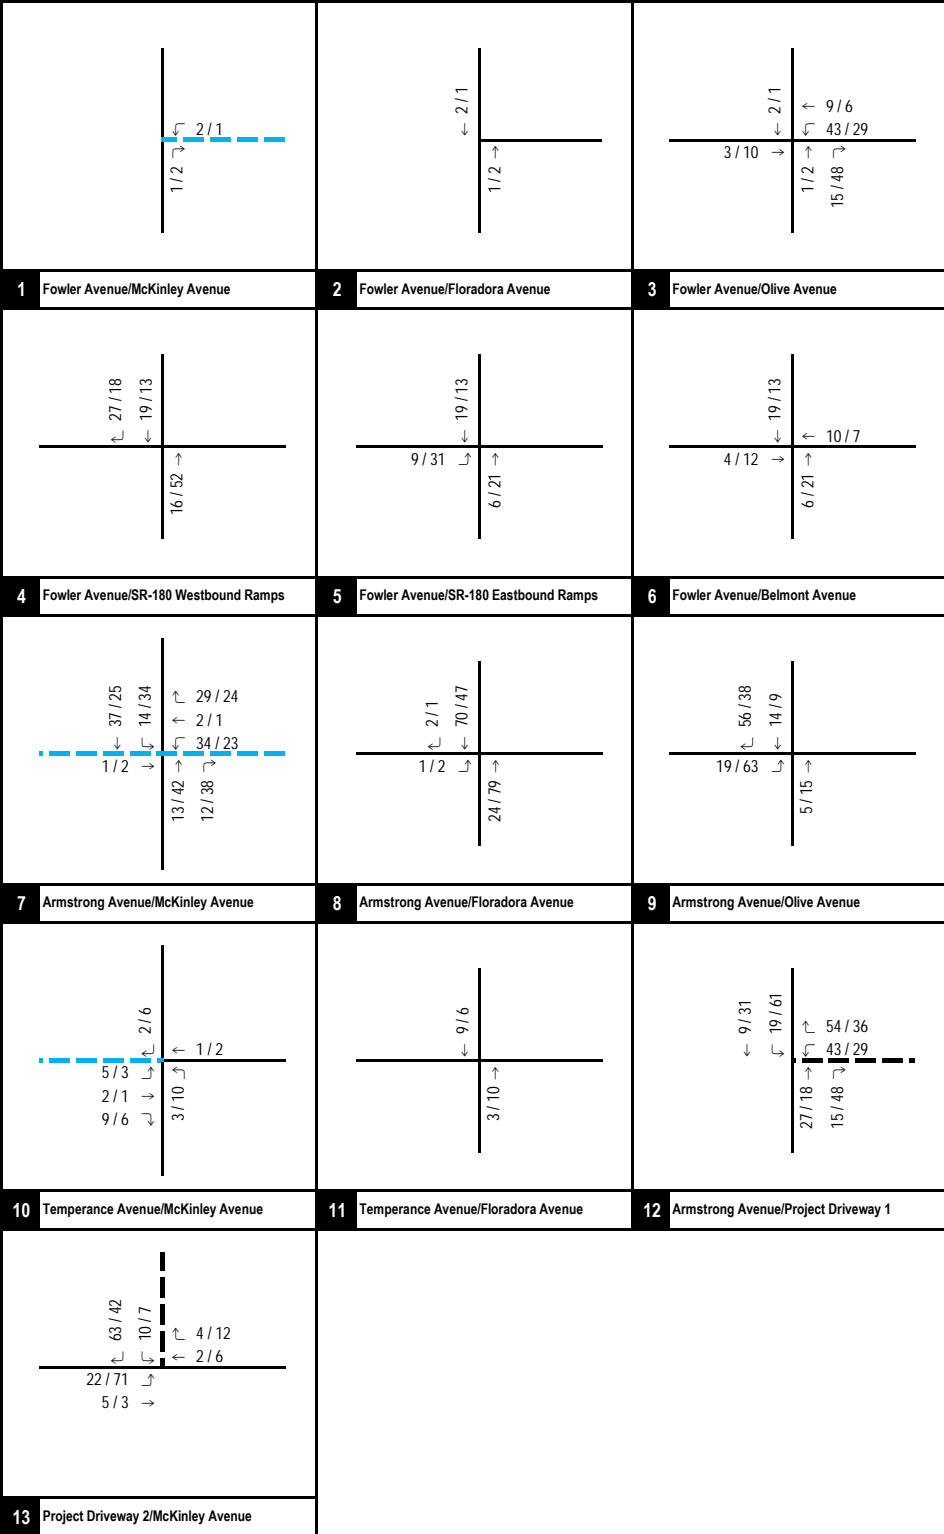 2 / 1
1 / 2
1 Fowler Avenue/McKinley Avenue
2 / 1
1 / 2
2 Fowler Avenue/Floradora Avenue
2 / 1
9 / 6
43 / 29
3 / 10
1 / 2
15 / 48
3 Fowler Avenue/Olive Avenue
27 / 18
19 / 13
16 / 52
4 Fowler Avenue/SR-180 Westbound Ramps
19 / 13
9 / 31
6 / 21
5 Fowler Avenue/SR-180 Eastbound Ramps
19 / 13
10 / 7
4 / 12
6 / 21
6 Fowler Avenue/Belmont Avenue
37 / 25
14 / 34
29 / 24
2 / 1
34 / 23
1 / 2
13 / 42
12 / 38
7 Armstrong Avenue/McKinley Avenue
2 / 1
70 / 47
1 / 2
24 / 79
8 Armstrong Avenue/Floradora Avenue
56 / 38
14 / 9
19 / 63
5 / 15
9 Armstrong Avenue/Olive Avenue
2 / 6
1 / 2
5 / 3
2 / 1
9 / 6
3 / 10
10 Temperance Avenue/McKinley Avenue
9 / 6
3 / 10
11 Temperance Avenue/Floradora Avenue
9 / 31
19 / 61
54 / 36
43 / 29
27 / 18
15 / 48
12 Armstrong Avenue/Project Driveway 1
63 / 42
10 / 7
4 / 12
2 / 6
22 / 71
5 / 3
13 Project Driveway 2/McKinley Avenue